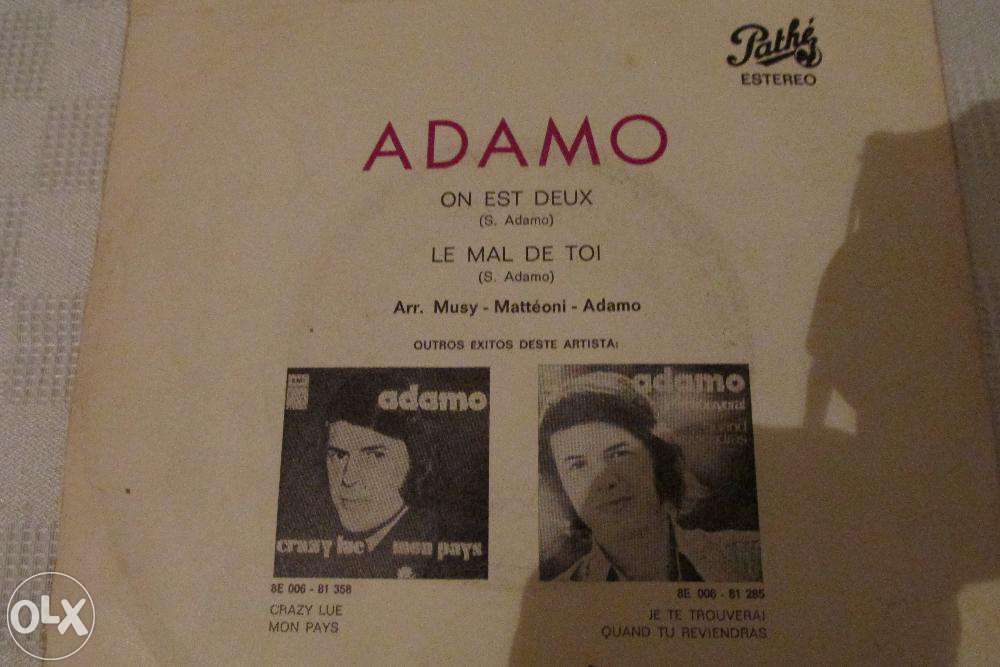 Pathé
ESTEREO
ADAMO
ON EST DEUX
(S. Adamo)
LE MAL DE TOI
(S. Adamo)
Arr. Musy - Mattéoni - Adamo
OUTROS EXITOS DESTE ARTISTA:
adamo
crazy lue mon pays
adamo
8E 006 - 81 358
CRAZY LUE
MON PAYS
8E 006 - 81 285
JE TE TROUVERAI
QUAND TU REVIENDRAS
OLX